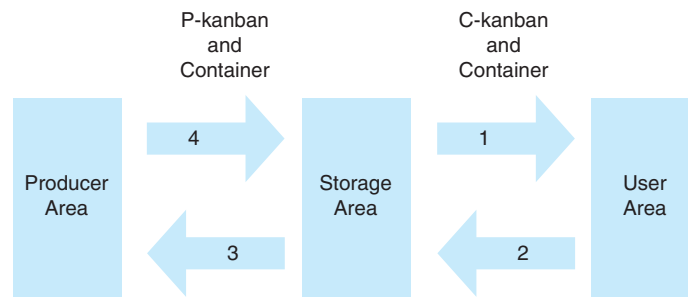 P-kanban
and
Container
C-kanban
and
Container
4
1
Producer
Area
Storage
Area
User
Area
3
2